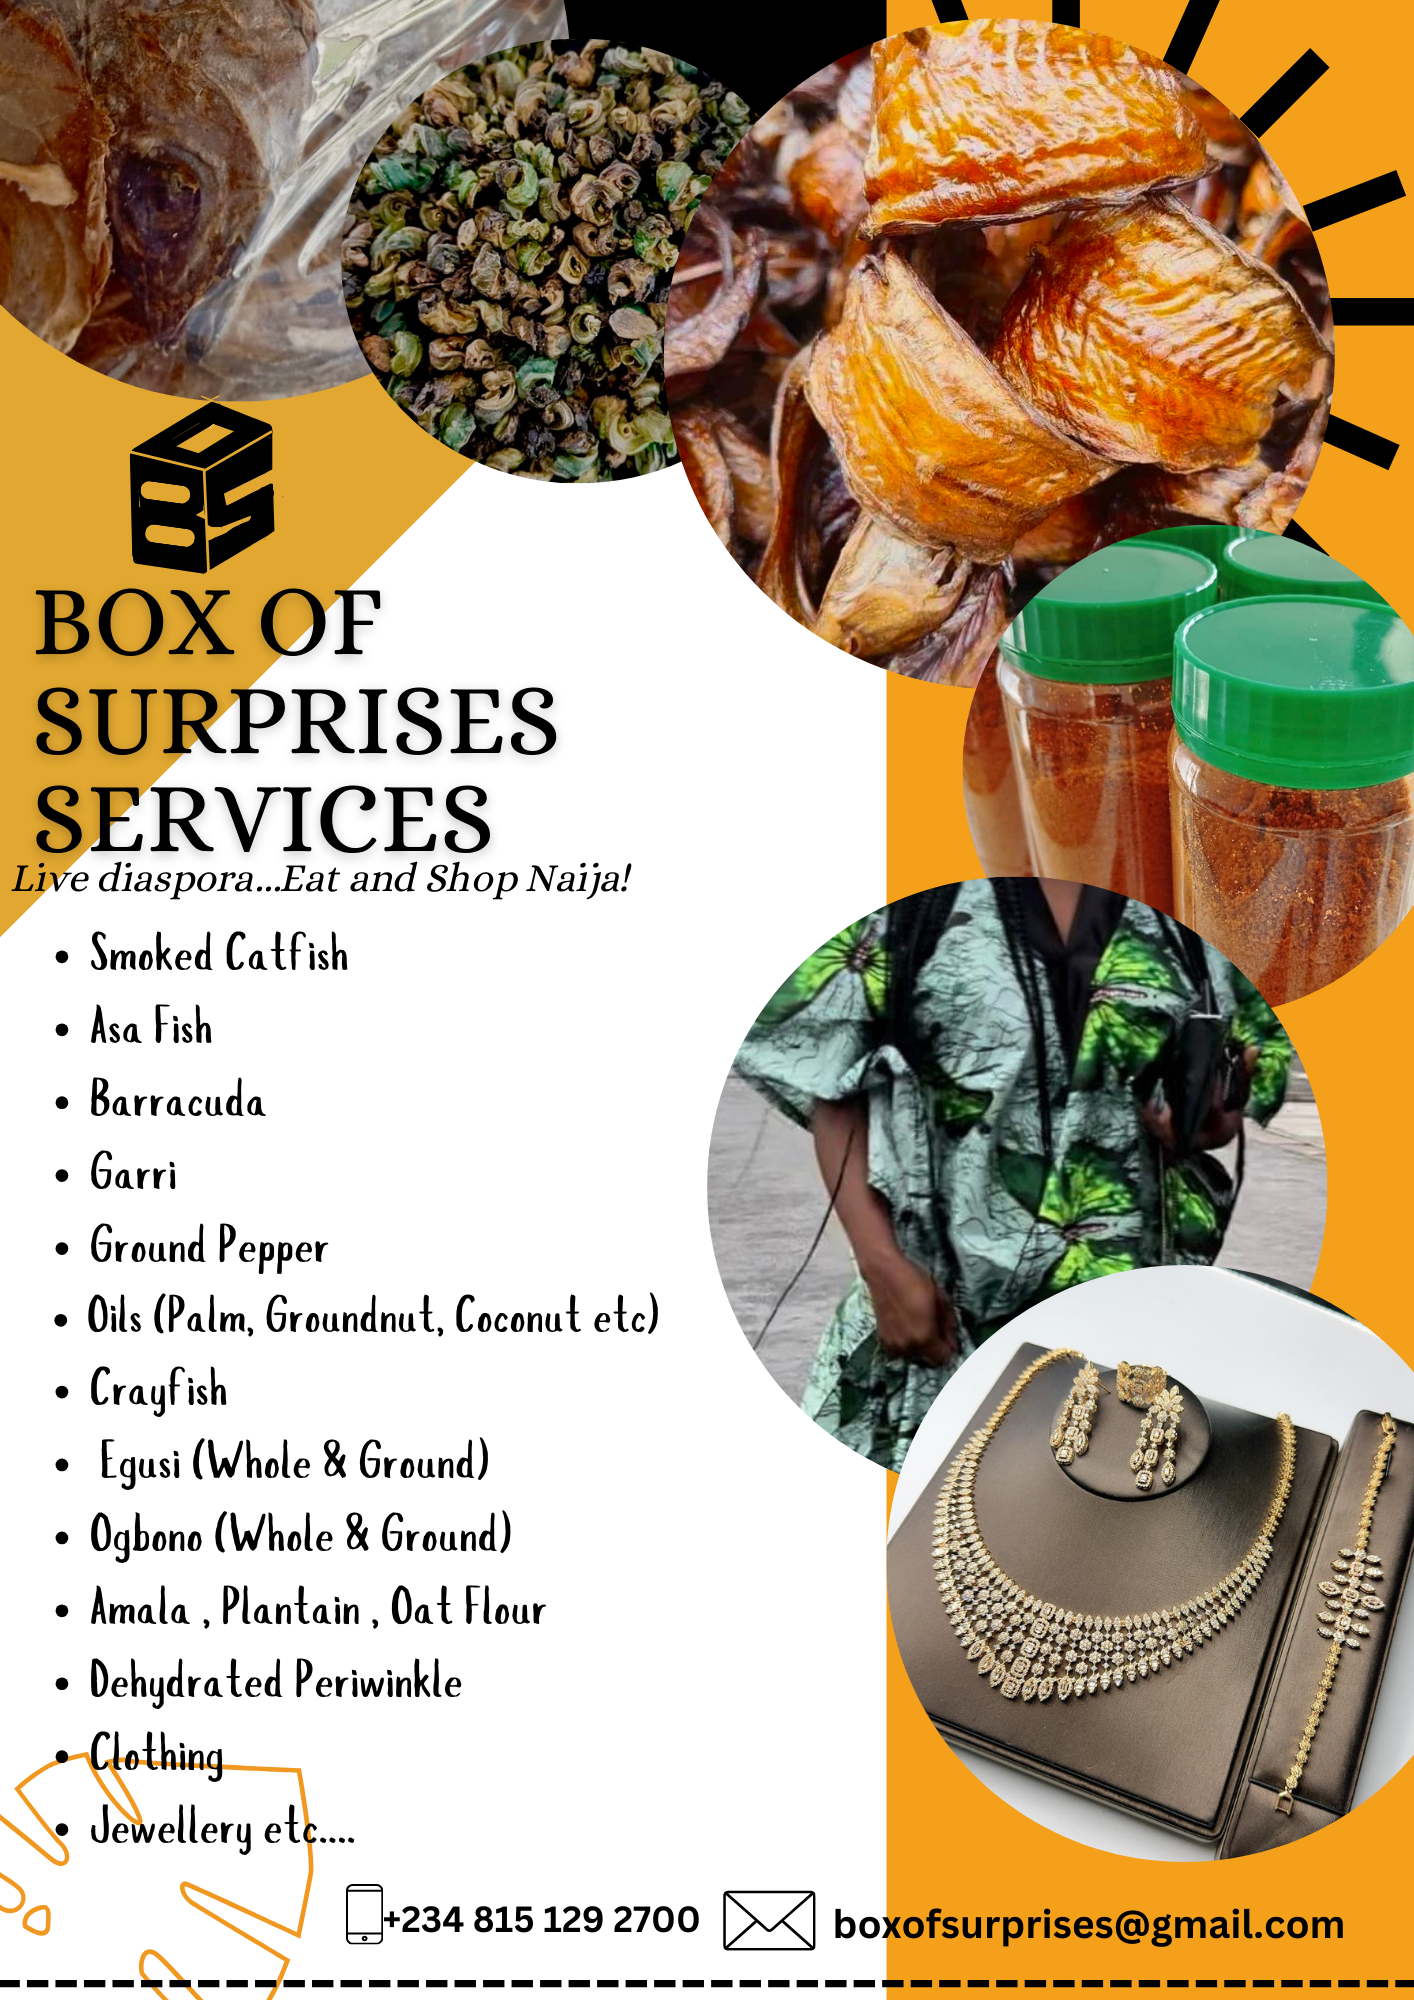 OBS
BOX OF
SURPRISES
SERVICES
Live diaspora...Eat and Shop Naija!
• Smoked Catfish
• Asa Fish
• Barracuda
• Garri
• Ground Pepper
• Oils (Palm, Groundnut, Coconut etc)
• Crayfish
• Egusi (Whole & Ground)
• Ogbono (Whole & Ground)
• Amala , Plantain , Oat Flour
• Dehydrated Periwinkle
• Clothing
• Jewellery etc....
+234 815 129 2700
boxofsurprises@gmail.com